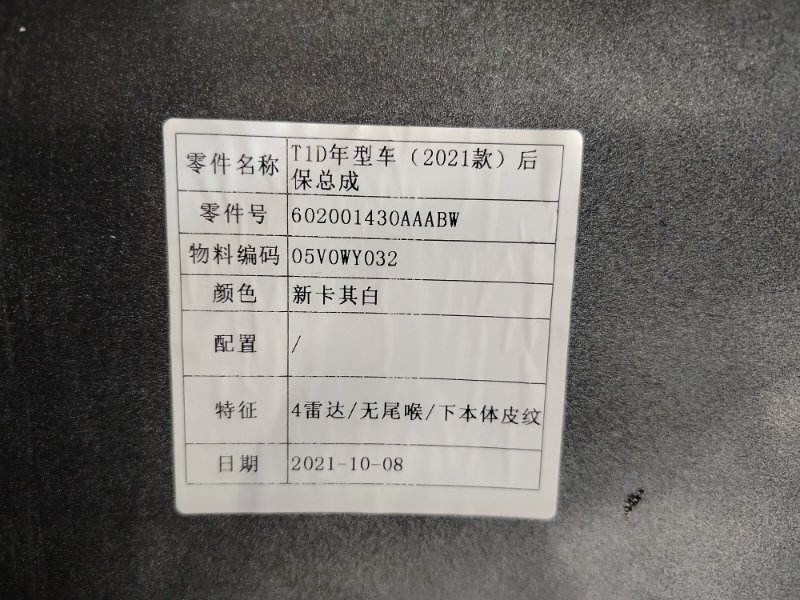 零件名称 T1D年型车（2021款）后
保总成
零件号 602001430AAABW
物料编码 05V0WY032
颜色 新卡其白
配置 /
特征 4雷达/无尾喉/下本体皮纹
日期 2021-10-08